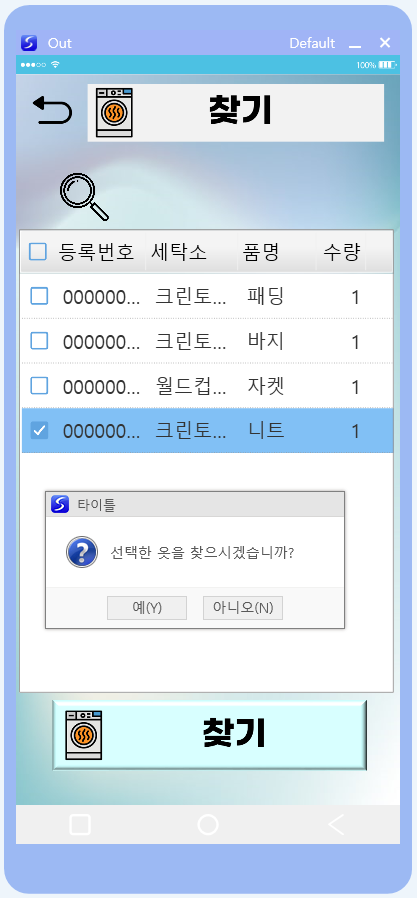 Out Default
100%
찾기
등록번호 세탁소 품명 수량
000000... 크린토... 패딩 1
000000... 크린토... 바지 1
000000... 월드컵... 자켓 1
000000... 크린토... 니트 1
타이틀
선택한 옷을 찾으시겠습니까?
예(Y) 아니오(N)
찾기